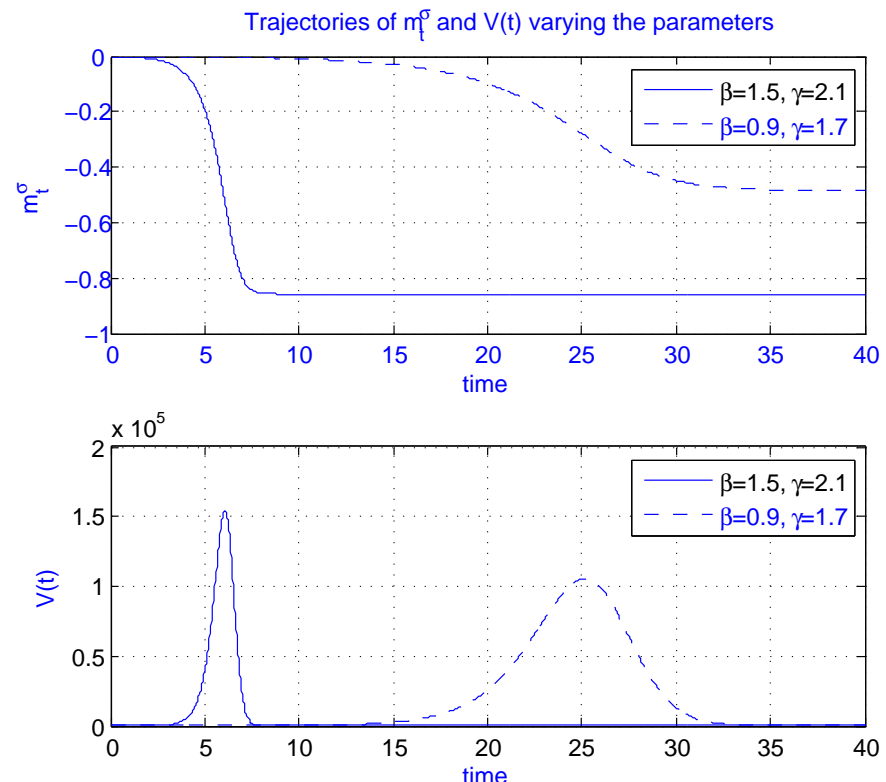 Trajectories of m_t^σ and V(t) varying the parameters
0
−0.2
−0.4
−0.6
−0.8
−1
m_t^σ
β=1.5, γ=2.1
β=0.9, γ=1.7
0 5 10 15 20 25 30 35 40
time
x 10^5
2
1.5
1
0.5
0
V(t)
β=1.5, γ=2.1
β=0.9, γ=1.7
0 5 10 15 20 25 30 35 40
time